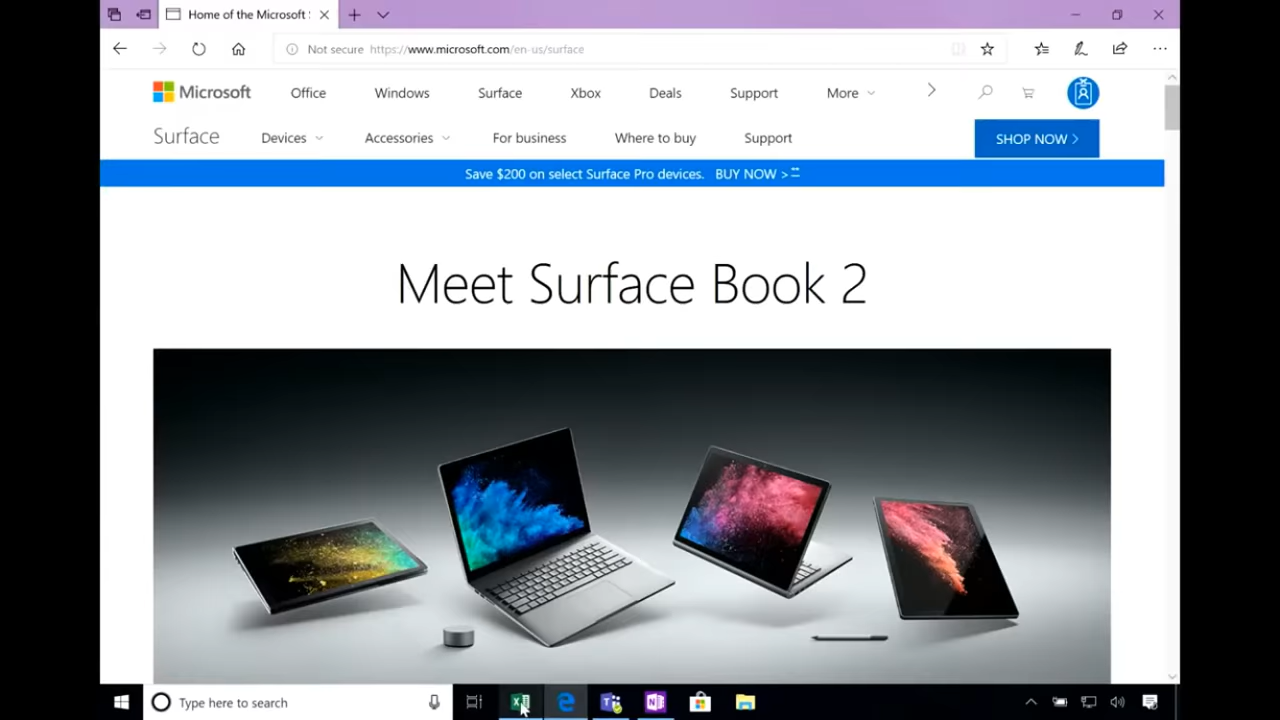 Home of the Microsoft S
Not secure https://www.microsoft.com/en-us/surface
Microsoft Office Windows Surface Xbox Deals Support More
Surface Devices Accessories For business Where to buy Support SHOP NOW >
Save $200 on select Surface Pro devices. BUY NOW >
Meet Surface Book 2
Type here to search